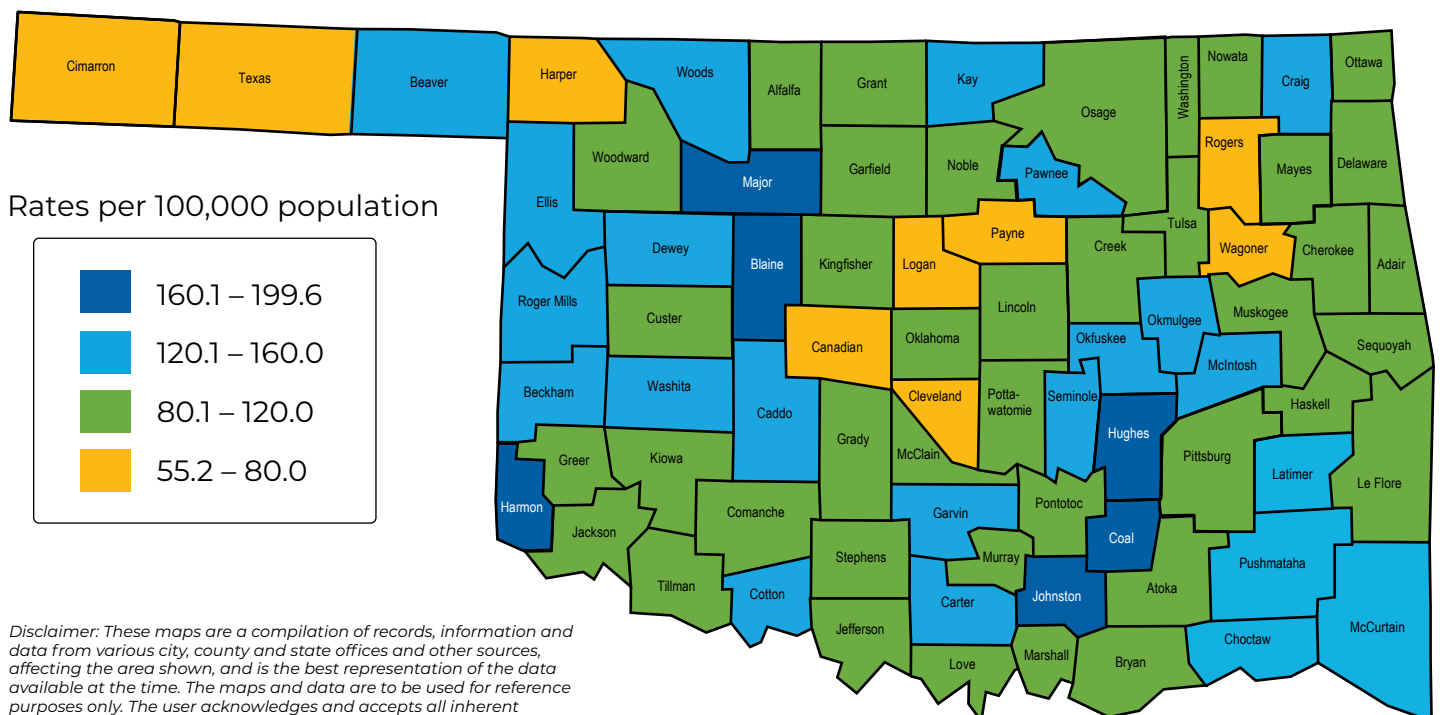 Cimarron
Texas
Beaver
Harper
Woods
Alfalfa
Grant
Kay
Osage
Washington
Nowata
Craig
Ottawa
Woodward
Major
Garfield
Noble
Pawnee
Rogers
Mayes
Delaware
Rates per 100,000 population
Ellis
Dewey
Blaine
Kingfisher
Logan
Payne
Creek
Tulsa
Wagoner
Cherokee
Adair
160.1 – 199.6
120.1 – 160.0
80.1 – 120.0
55.2 – 80.0
Roger Mills
Custer
Canadian
Oklahoma
Lincoln
Okfuskee
Okmulgee
Muskogee
McIntosh
Sequoyah
Beckham
Washita
Caddo
Grady
Cleveland
McClain
Potta-
watomie
Seminole
Hughes
Pittsburg
Haskell
Latimer
Le Flore
Harmon
Greer
Kiowa
Jackson
Comanche
Tillman
Cotton
Stephens
Jefferson
Garvin
Murray
Carter
Love
Pontotoc
Coal
Johnston
Marshall
Atoka
Bryan
Pushmataha
Choctaw
McCurtain
Disclaimer: These maps are a compilation of records, information and
data from various city, county and state offices and other sources,
affecting the area shown, and is the best representation of the data
available at the time. The maps and data are to be used for reference
purposes only. The user acknowledges and accepts all inherent